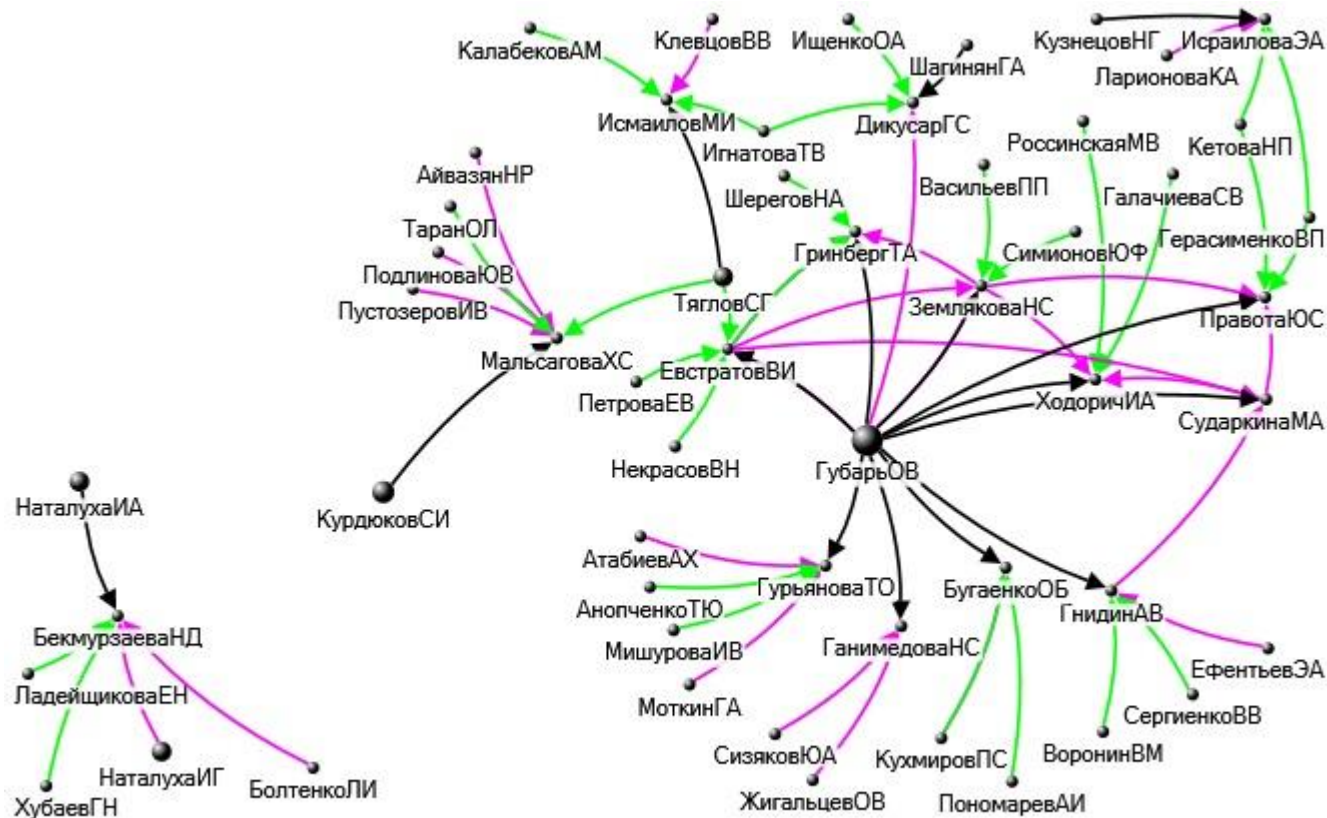 КалабековАМ
КлевцовВВ
ИщенкоОА
ШагинянГА
КузнецовНГ
ИсраиловаЭА
ЛарионоваКА
ИсмаиловМИ
ДикусарГС
ИгнатоваТВ
РоссинскаяМВ
КетоваНП
АйвазянНР
ШереговНА
ВасильевПП
ГалачиеваСВ
ТаранОЛ
ГринбергТА
СимионовЮФ
ГерасименкоВП
ПодлиноваЮВ
ПустозеровИВ
ТягловСГ
ЗемляковаНС
ПравотаЮС
МальсаговаХС
ЕвстратовВИ
ПетроваЕВ
ХодоричИА
СударкинаМА
НекрасовВН
ГубарьОВ
НаталухаИА
КурдюковСИ
АтабиевАХ
ГурьяноваТО
БугаенкоОБ
ГнидинАВ
АнопченкоТЮ
БекмурзаеваНД
МишуроваИВ
ГанимедоваНС
ЕфентьевЭА
ЛадейщиковаЕН
МоткинГА
СергиенкоВВ
СизяковЮА
КухмировПС
ВоронинВМ
НаталухаИГ
БолтенкоЛИ
ХубаевГН
ЖигальцевОВ
ПономаревАИ